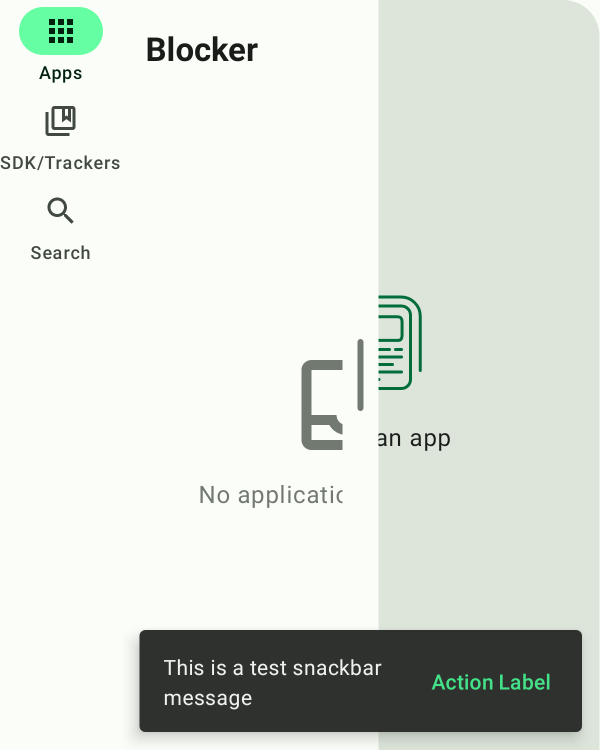 Apps
SDK/Trackers
Search
Blocker
an app
No applicatic
This is a test snackbar
message
Action Label